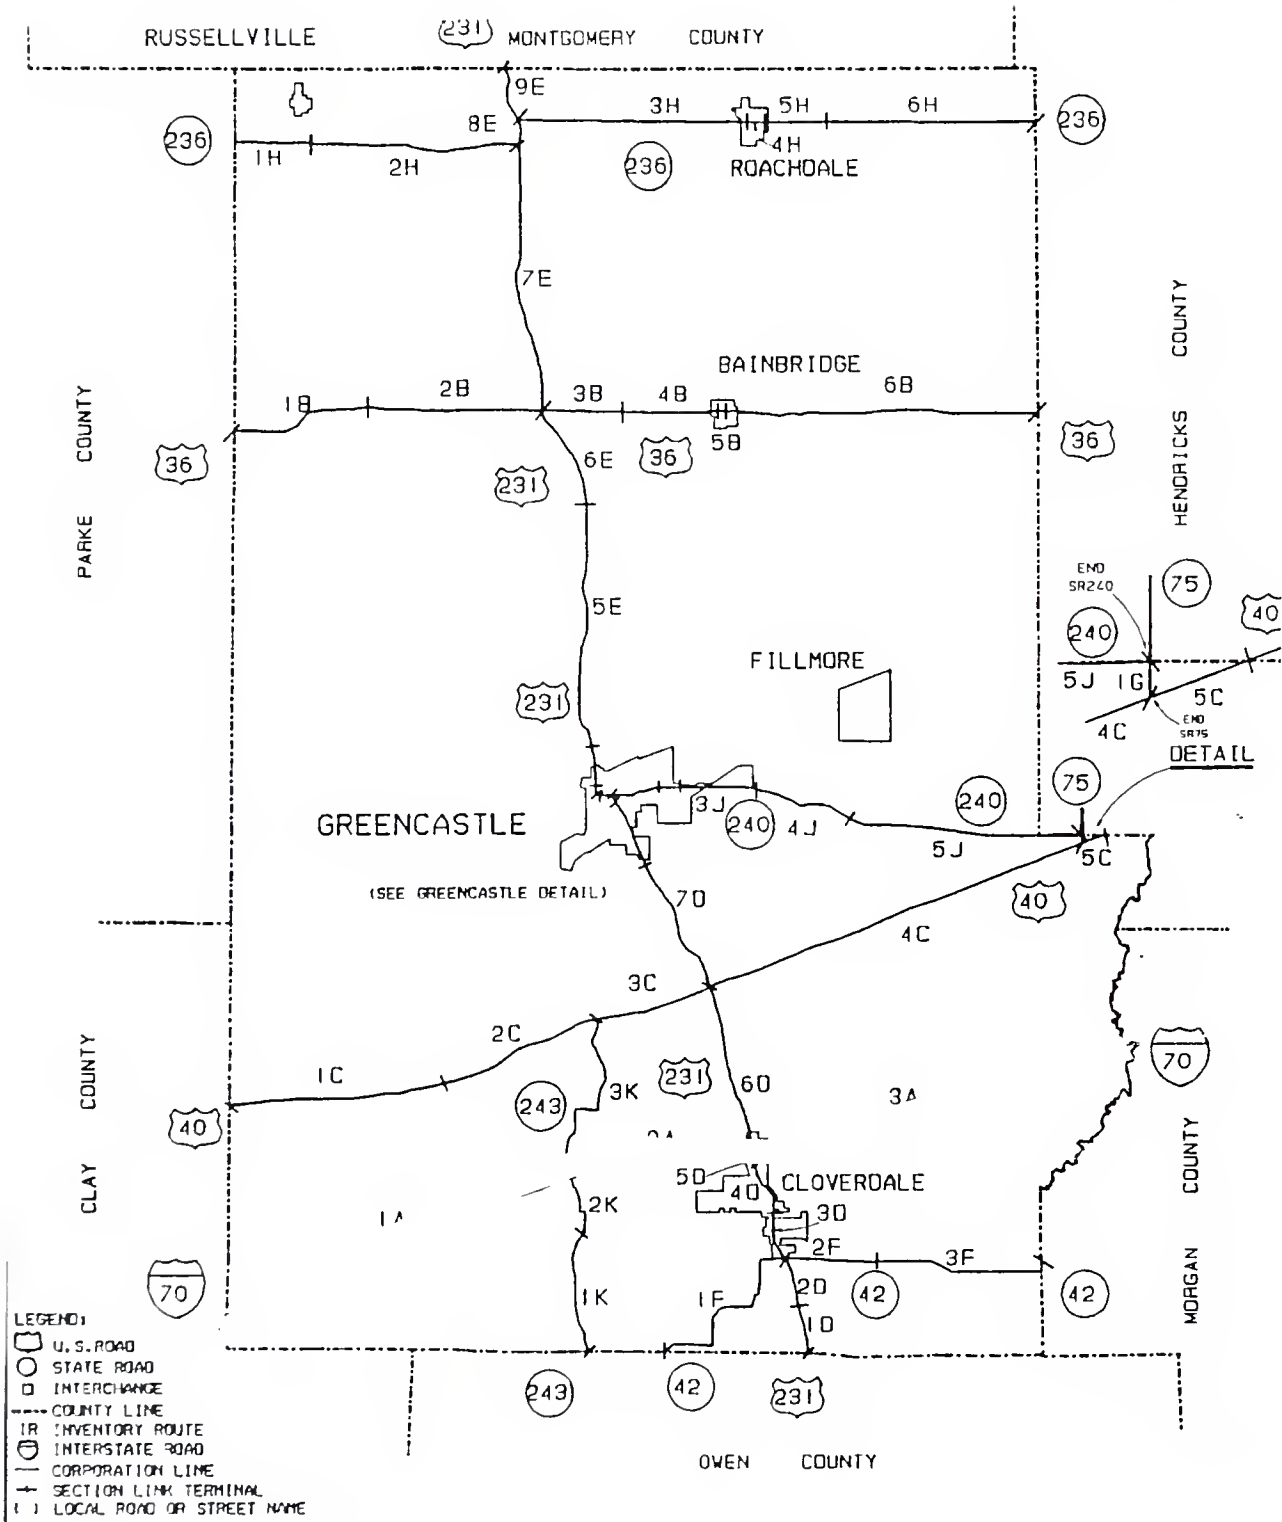 RUSSELLVILLE
231
MONTGOMERY COUNTY
9E
3H
5H
6H
236
8E
236
1H
2H
4H
236
ROACHDALE
7E
BAINBRIDGE
1B
2B
3B
4B
6B
5B
36
6E
36
36
231
PARKE COUNTY
HENDRICKS COUNTY
END
SR240
75
240
40
5J
1G
5C
4C
END
SR75
DETAIL
5E
FILLMORE
231
GREENCASTLE
3J
240
4J
240
75
5J
5C
(SEE GREENCASTLE DETAIL)
7D
40
4C
3C
2C
1C
CLAY COUNTY
40
243
3K
231
6D
3A
70
MORGAN COUNTY
5D
4D
CLOVERDALE
3D
1A
2K
2F
3F
70
1K
1F
2D
1D
42
42
243
42
231
OWEN COUNTY
LEGEND:
U.S. ROAD
STATE ROAD
INTERCHANGE
COUNTY LINE
IR INVENTORY ROUTE
INTERSTATE ROAD
CORPORATION LINE
SECTION LINK TERMINAL
( ) LOCAL ROAD OR STREET NAME